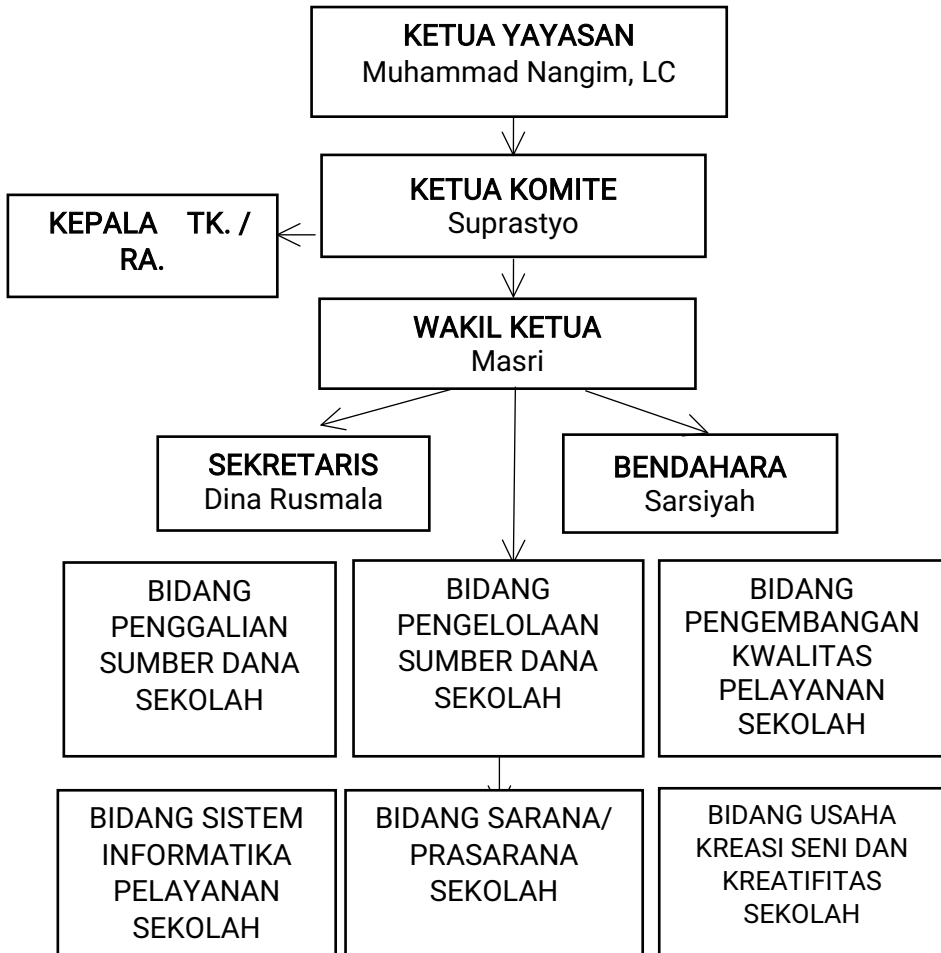 KETUA YAYASAN
Muhammad Nangim, LC
KETUA KOMITE
Suprastyo
KEPALA TK. /
RA.
WAKIL KETUA
Masri
SEKRETARIS
Dina Rusmala
BENDAHARA
Sarsiyah
BIDANG
PENGGALIAN
SUMBER DANA
SEKOLAH
BIDANG
PENGELOLAAN
SUMBER DANA
SEKOLAH
BIDANG
PENGEMBANGAN
KWALITAS
PELAYANAN
SEKOLAH
BIDANG SISTEM
INFORMATIKA
PELAYANAN
SEKOLAH
BIDANG SARANA/
PRASARANA
SEKOLAH
BIDANG USAHA
KREASI SENI DAN
KREATIFITAS
SEKOLAH